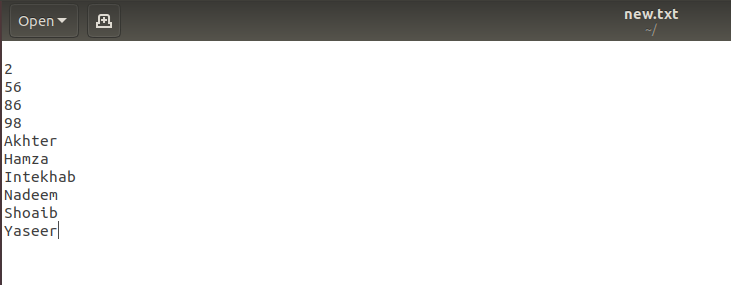 Open
new.txt
~/
2
56
86
98
Akhter
Hamza
Intekhab
Nadeem
Shoaib
Yaseer